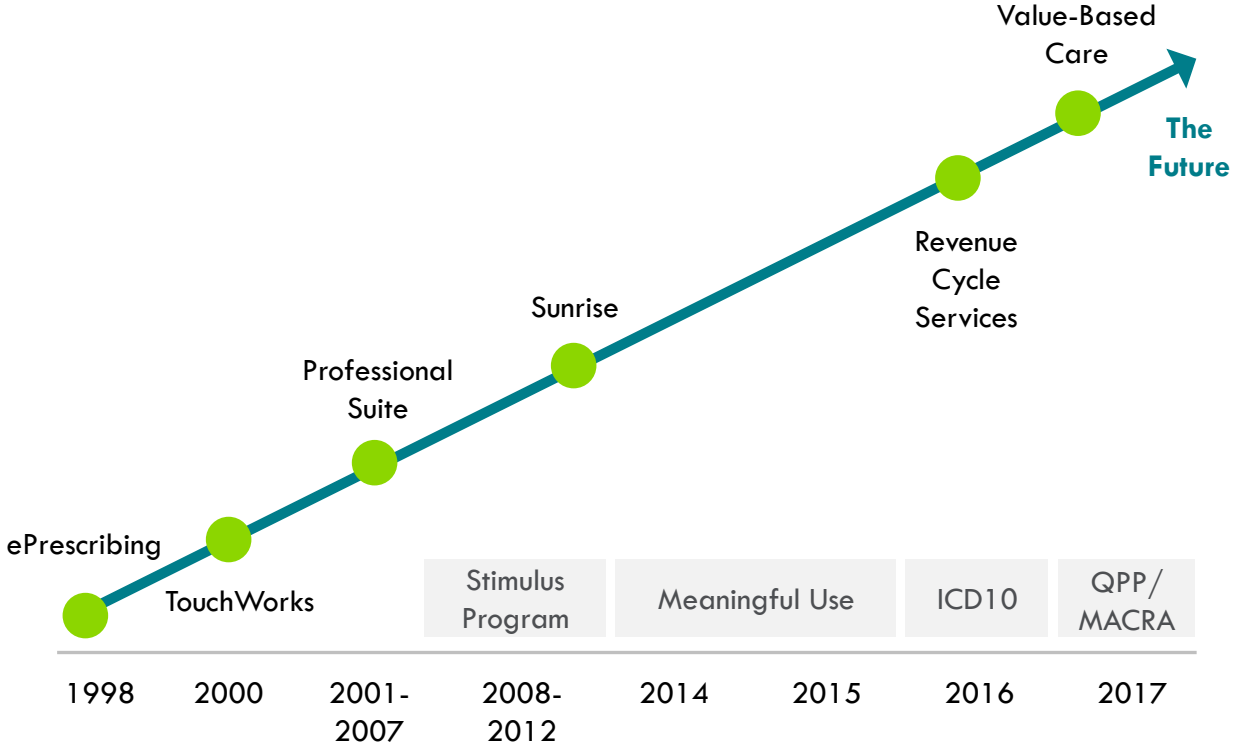 Value-Based
Care
The
Future
Revenue
Cycle
Services
Sunrise
Professional
Suite
ePrescribing
TouchWorks
Stimulus
Program
Meaningful Use
ICD10
QPP/
MACRA
1998
2000
2001-
2007
2008-
2012
2014
2015
2016
2017